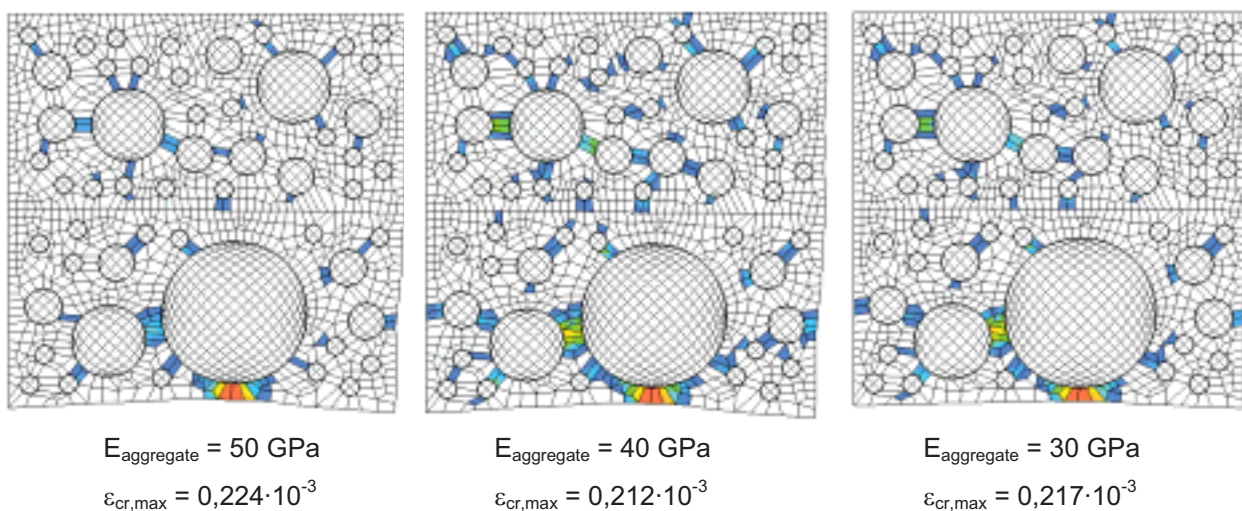 E_aggregate = 50 GPa
ε_cr,max = 0,224·10^-3
E_aggregate = 40 GPa
ε_cr,max = 0,212·10^-3
E_aggregate = 30 GPa
ε_cr,max = 0,217·10^-3